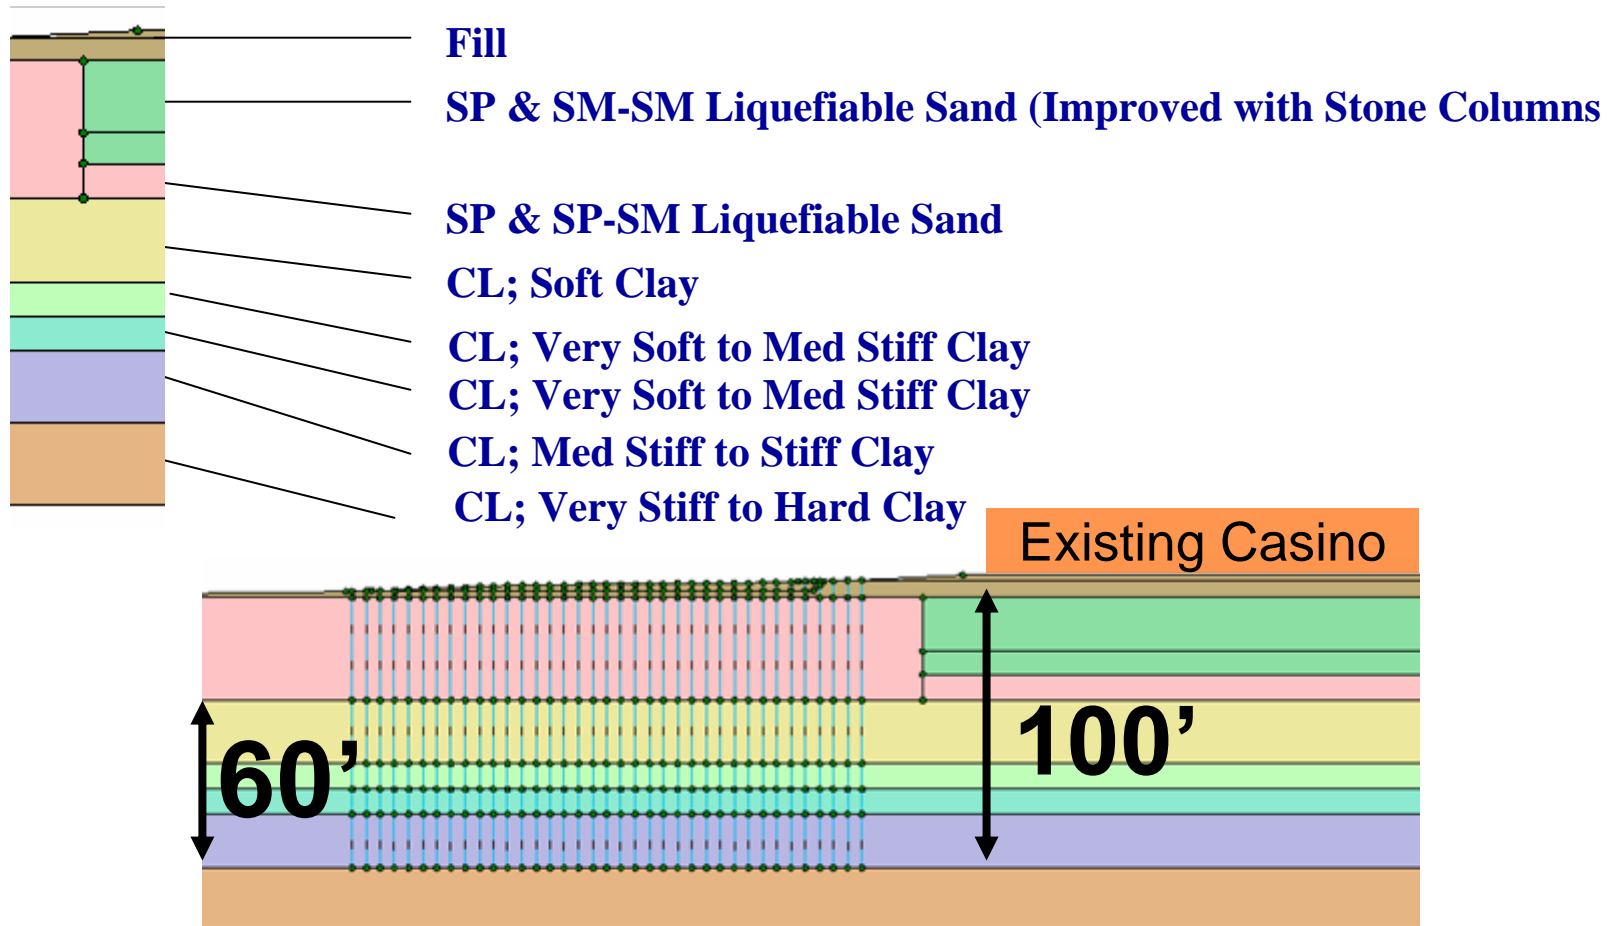 Fill
SP & SM-SM Liquefiable Sand (Improved with Stone Columns
SP & SP-SM Liquefiable Sand
CL; Soft Clay
CL; Very Soft to Med Stiff Clay
CL; Very Soft to Med Stiff Clay
CL; Med Stiff to Stiff Clay
CL; Very Stiff to Hard Clay
Existing Casino
60’
100’